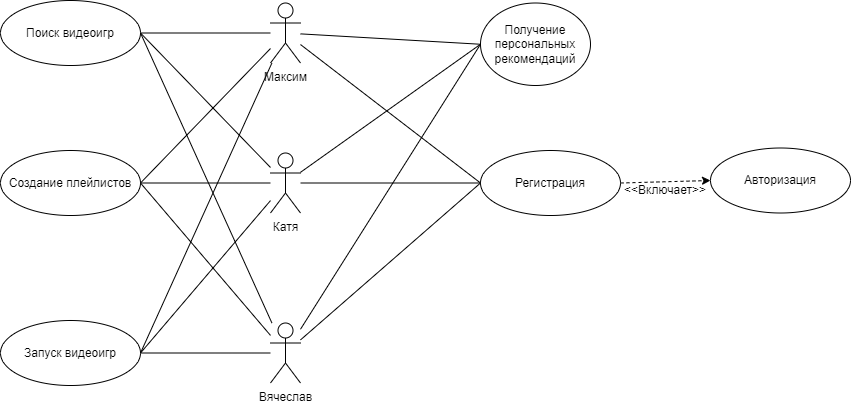 Поиск видеоигр
Максим
Получение
персональных
рекомендаций
Создание плейлистов
Катя
Регистрация
<<Включает>>
Авторизация
Запуск видеоигр
Вячеслав